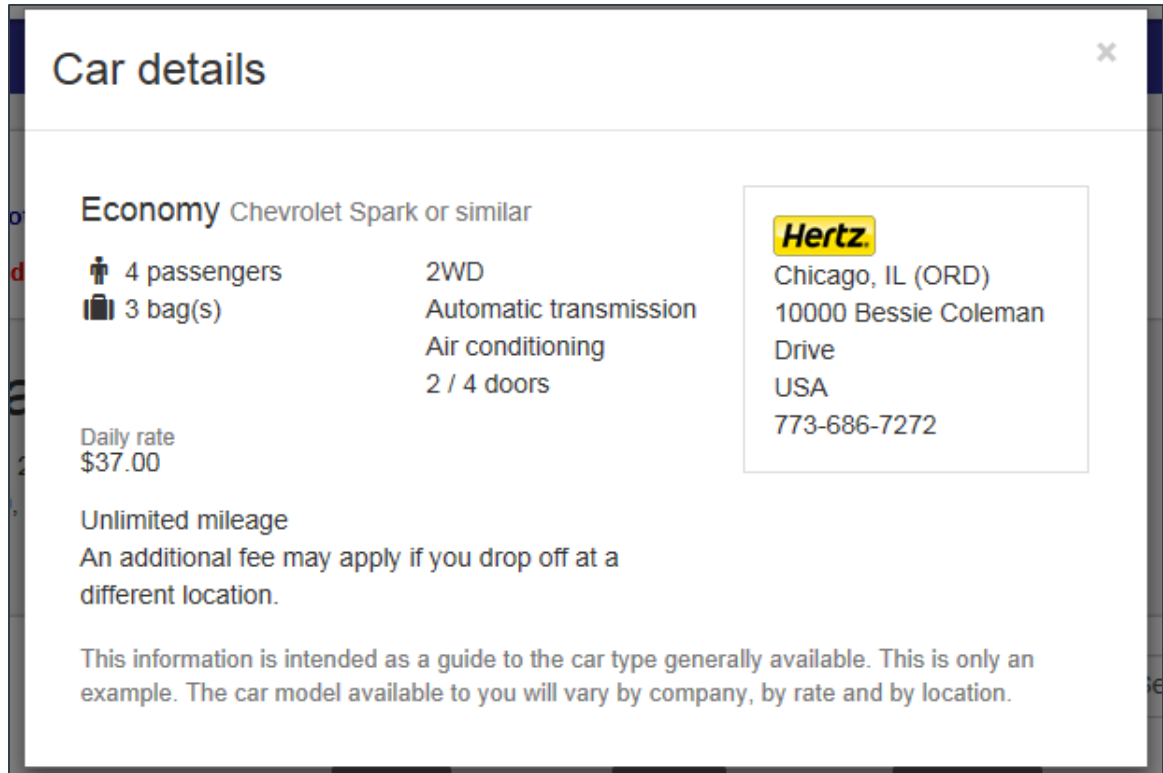 Car details
×
Economy Chevrolet Spark or similar
4 passengers
3 bag(s)
2WD
Automatic transmission
Air conditioning
2 / 4 doors
Daily rate
$37.00
Hertz.
Chicago, IL (ORD)
10000 Bessie Coleman
Drive
USA
773-686-7272
Unlimited mileage
An additional fee may apply if you drop off at a
different location.
This information is intended as a guide to the car type generally available. This is only an
example. The car model available to you will vary by company, by rate and by location.